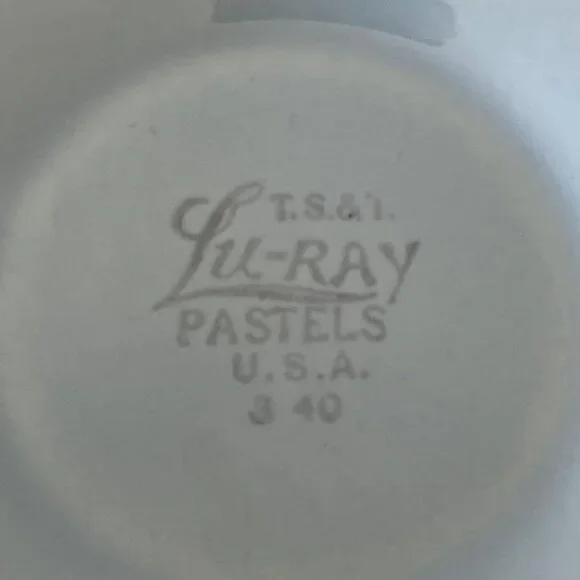 T.S.&T.
Lu-RAY
PASTELS
U.S.A.
3 40